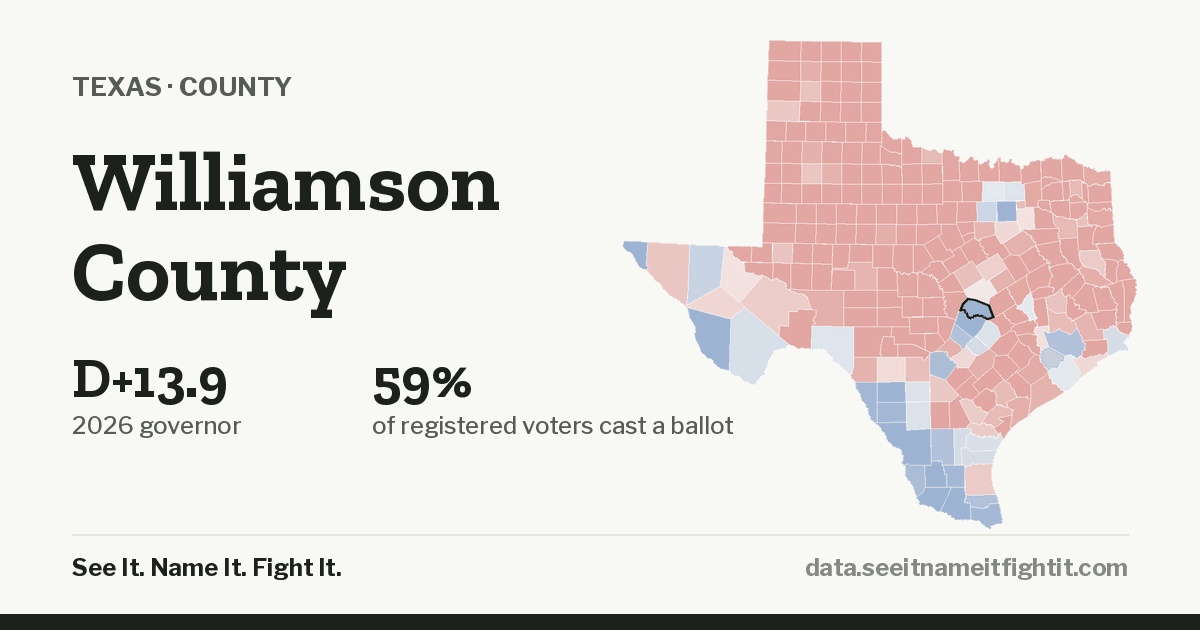 TEXAS · COUNTY
Williamson
County
D+13.9
2026 governor
59%
of registered voters cast a ballot
See It. Name It. Fight It.
data.seeitnameitfightit.com